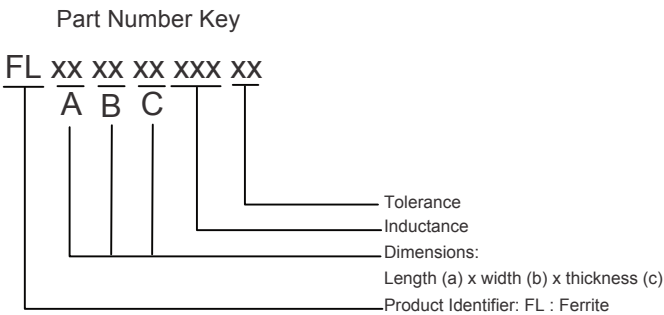 Part Number Key
FL xx xx xx xxx xx
A B C
Tolerance
Inductance
Dimensions:
Length (a) x width (b) x thickness (c)
Product Identifier: FL : Ferrite